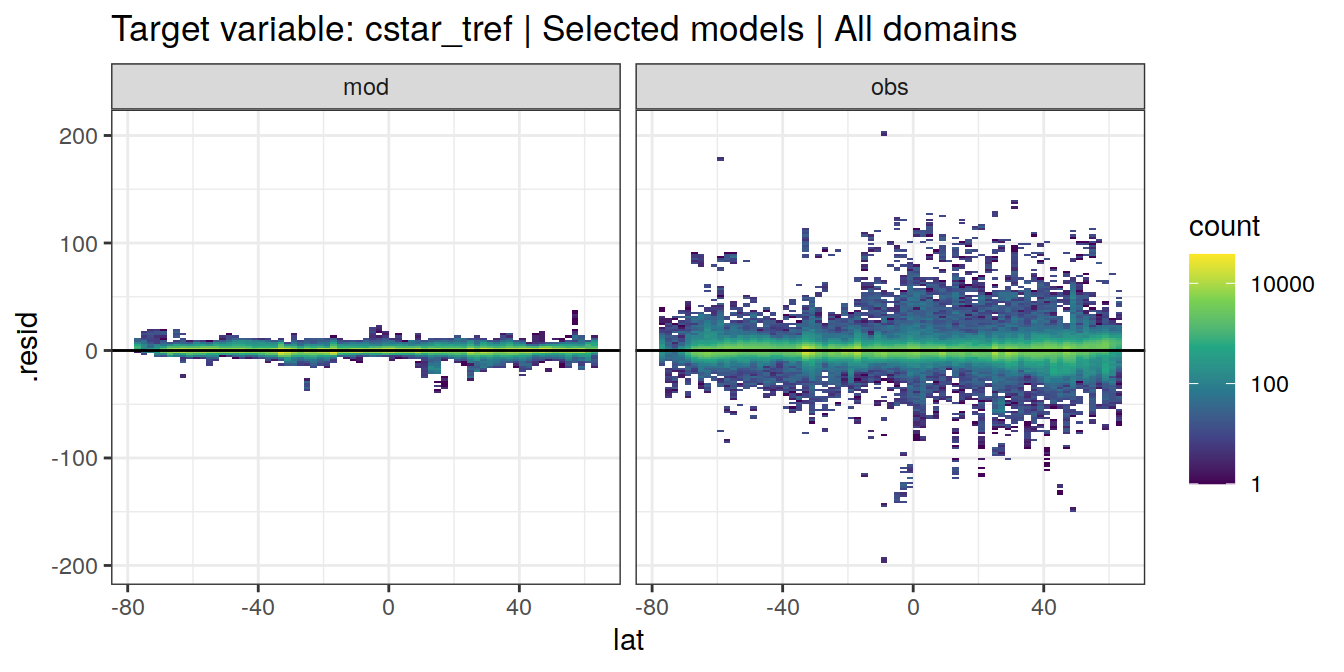 Target variable: cstar_tref | Selected models | All domains
mod
obs
200
100
0
-100
-200
.resid
-80
-40
0
40
-80
-40
0
40
lat
count
10000
100
1